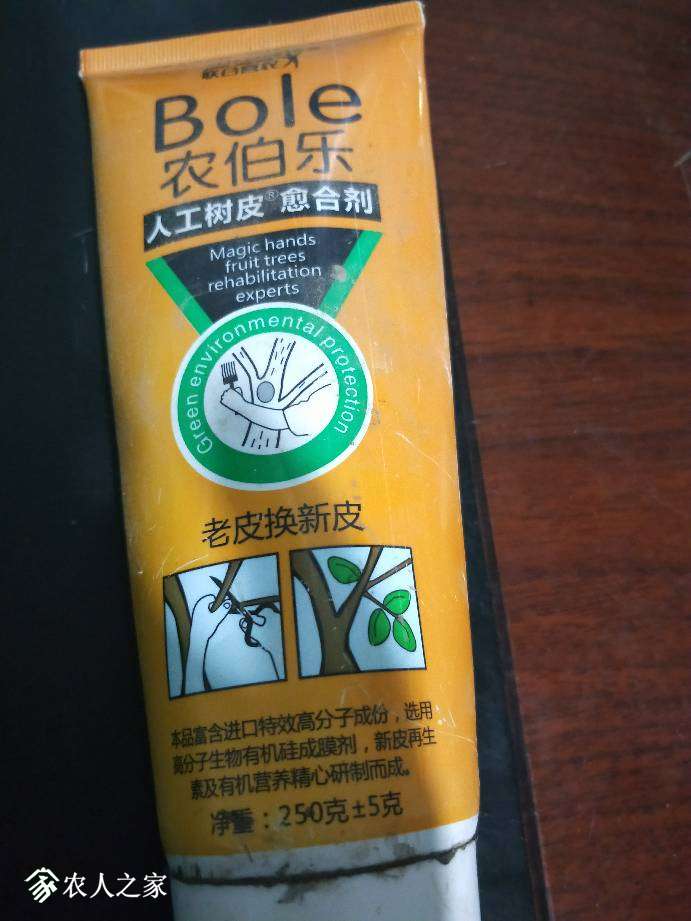 Bole
农伯乐
人工树皮®愈合剂
Magic hands
fruit trees
rehabilitation
experts
Green environmental protection
老皮换新皮
本品富含进口特效高分子成份，选用
高分子生物有机硅成膜剂，新皮再生
素及有机营养精心研制而成。
净重：250克±5克
农人之家